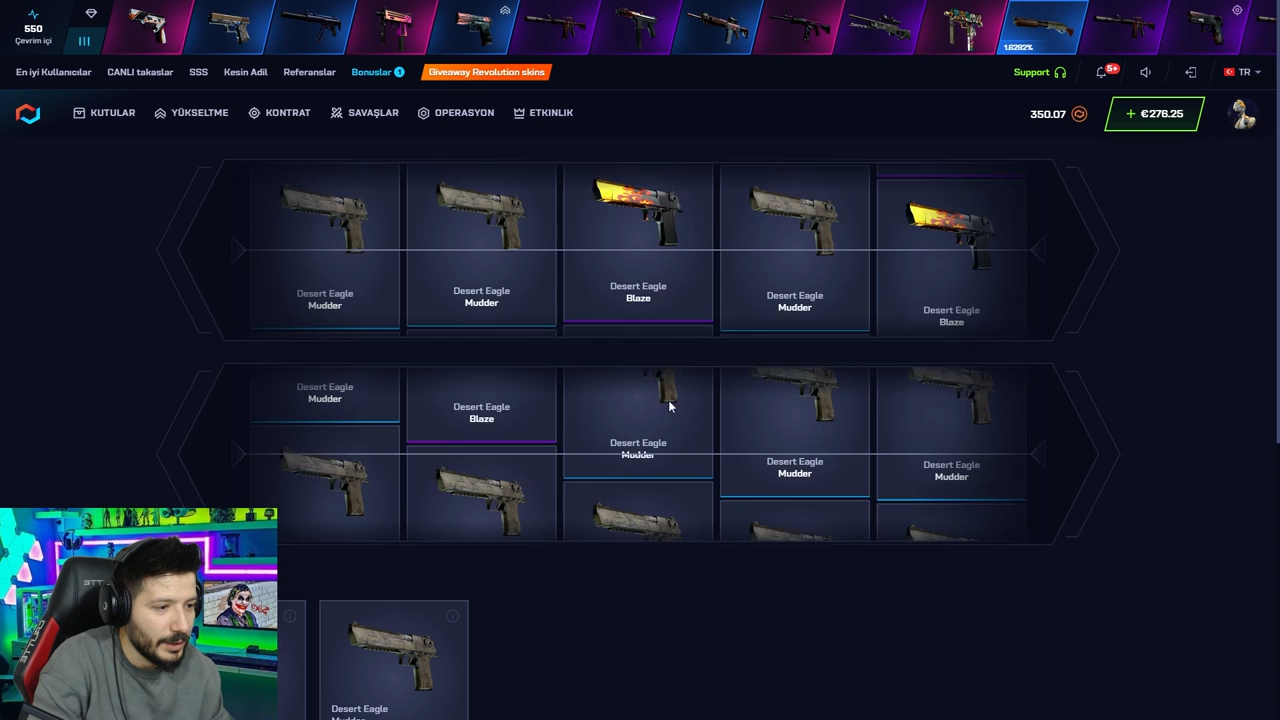 550
Çevrim içi
1.6282%
En iyi Kullanıcılar
CANLI takaslar
SSS
Kesin Adil
Referanslar
Bonuslar 1
Giveaway Revolution skins
Support
5+
TR
KUTULAR
YÜKSELTME
KONTRAT
SAVAŞLAR
OPERASYON
ETKINLIK
350.07
+ €276.25
Desert Eagle
Mudder
Desert Eagle
Mudder
Desert Eagle
Blaze
Desert Eagle
Mudder
Desert Eagle
Blaze
Desert Eagle
Mudder
Desert Eagle
Blaze
Desert Eagle
Mudder
Desert Eagle
Mudder
Desert Eagle
Mudder
Desert Eagle
Mudder